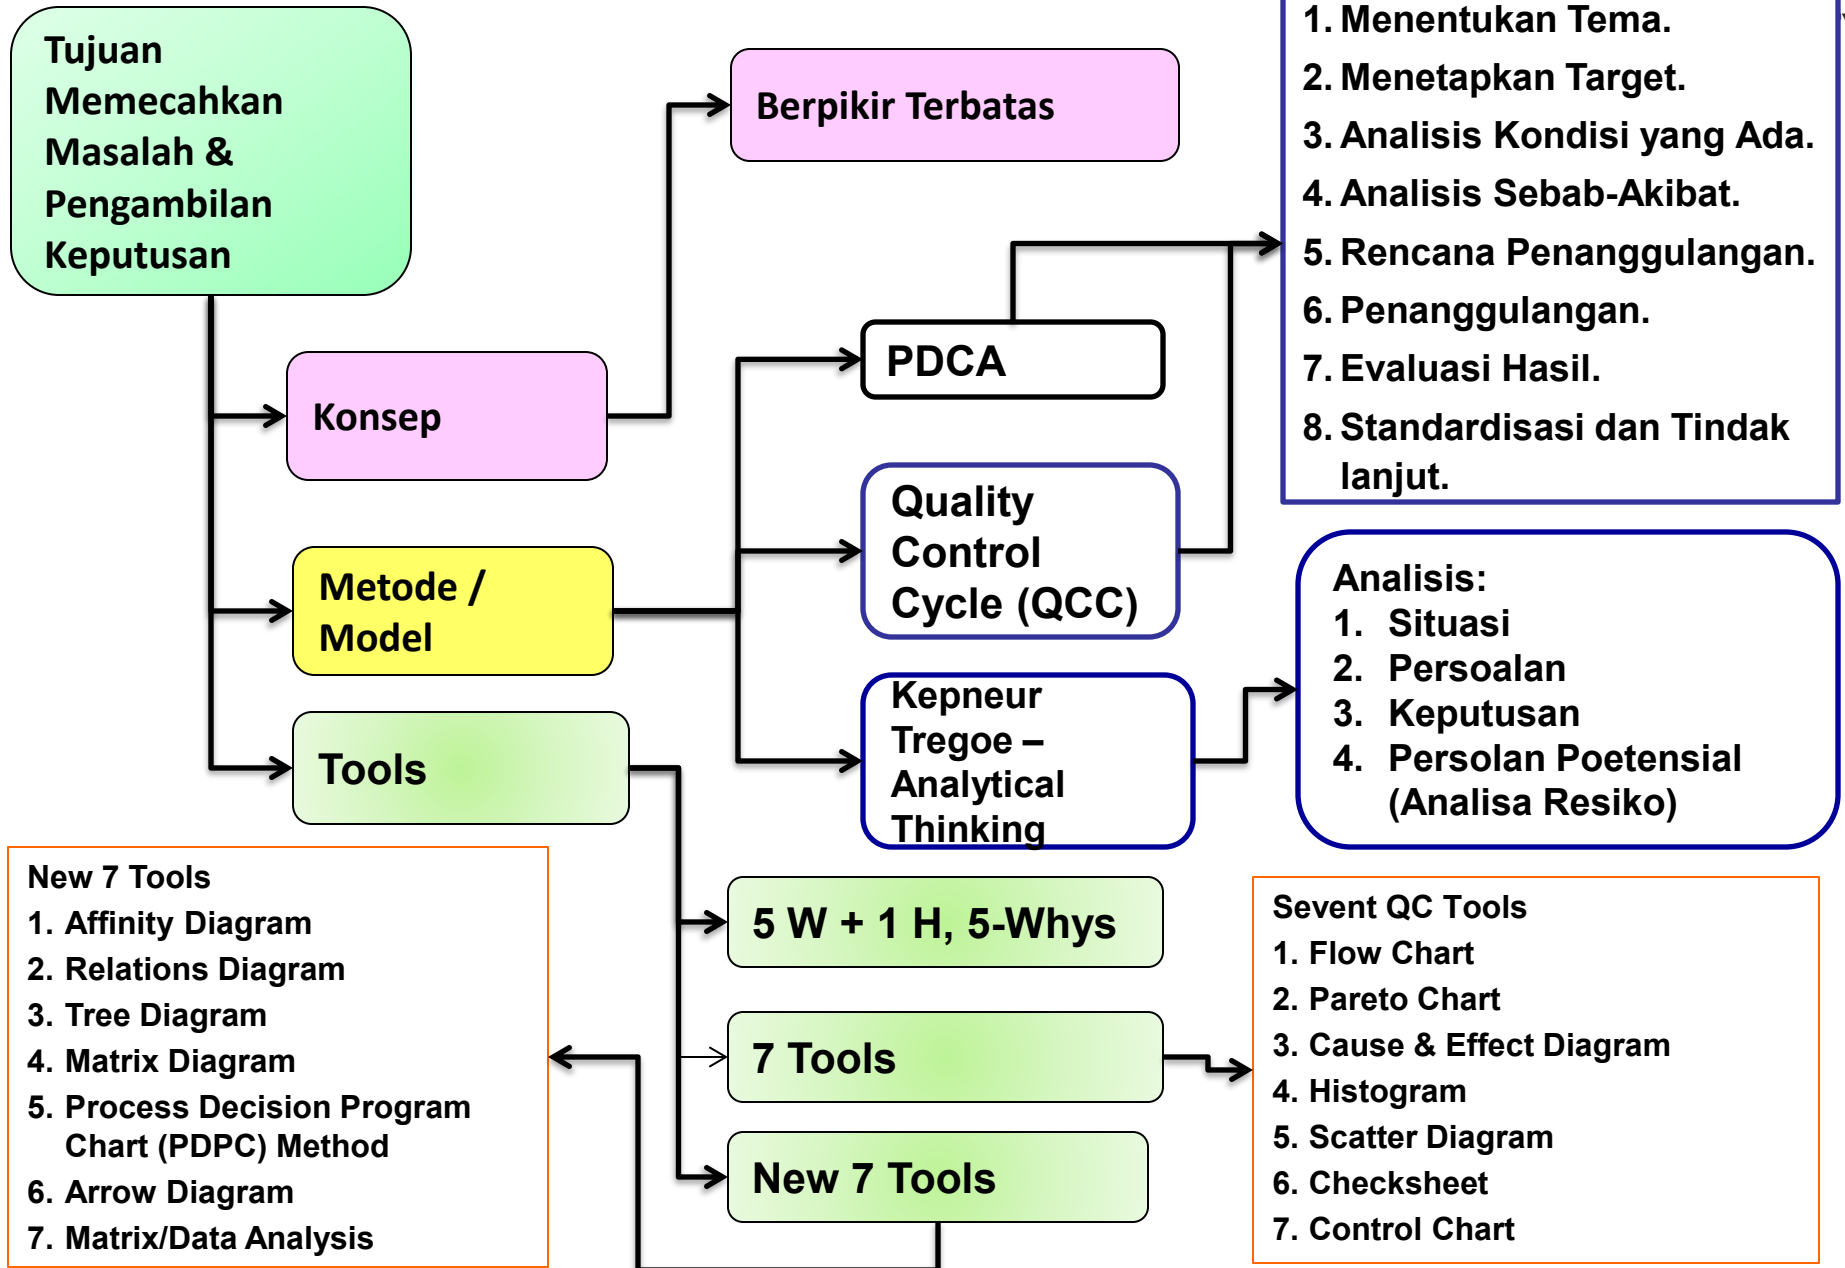 Tujuan
Memecahkan
Masalah &
Pengambilan
Keputusan
Konsep
Metode /
Model
Tools
Berpikir Terbatas
PDCA
Quality
Control
Cycle (QCC)
Kepneur
Tregoe –
Analytical
Thinking
1. Menentukan Tema.
2. Menetapkan Target.
3. Analisis Kondisi yang Ada.
4. Analisis Sebab-Akibat.
5. Rencana Penanggulangan.
6. Penanggulangan.
7. Evaluasi Hasil.
8. Standardisasi dan Tindak
lanjut.
Analisis:
1. Situasi
2. Persoalan
3. Keputusan
4. Persolan Poetensial
(Analisa Resiko)
5 W + 1 H, 5-Whys
7 Tools
New 7 Tools
New 7 Tools
1. Affinity Diagram
2. Relations Diagram
3. Tree Diagram
4. Matrix Diagram
5. Process Decision Program
Chart (PDPC) Method
6. Arrow Diagram
7. Matrix/Data Analysis
Sevent QC Tools
1. Flow Chart
2. Pareto Chart
3. Cause & Effect Diagram
4. Histogram
5. Scatter Diagram
6. Checksheet
7. Control Chart